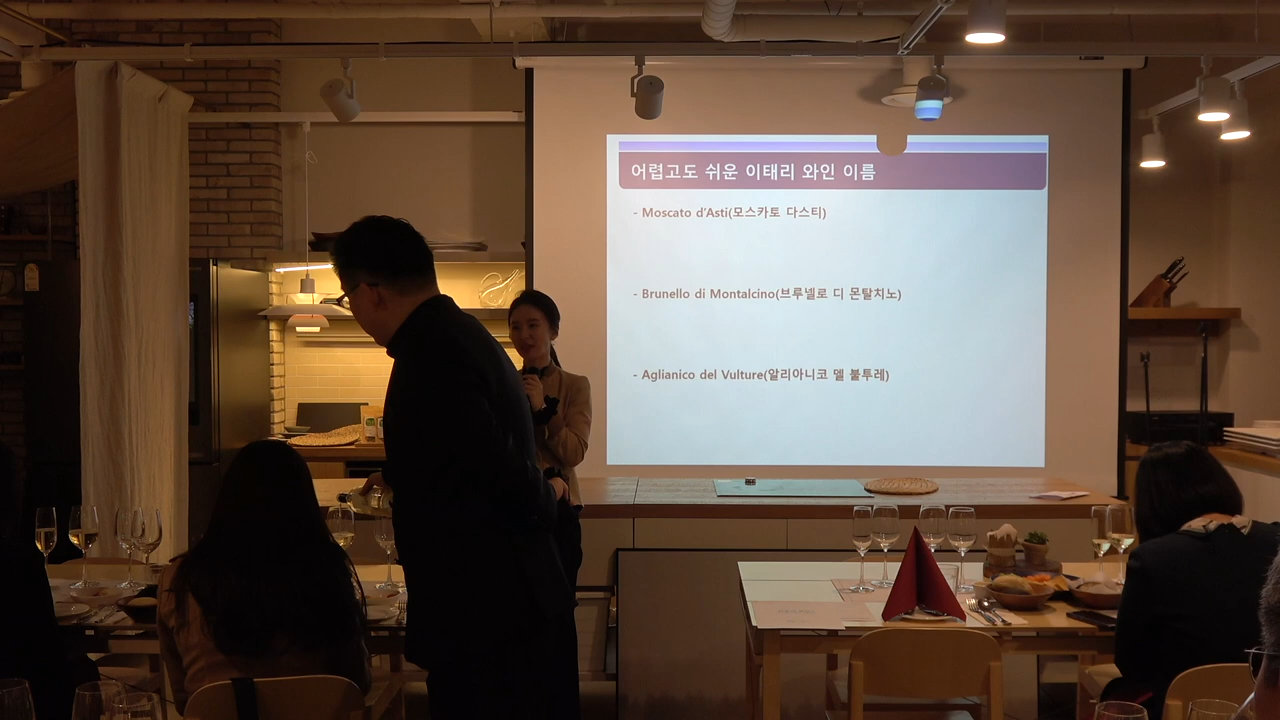 어렵고도 쉬운 이태리 와인 이름
- Moscato d'Asti(모스카토 다스티)
- Brunello di Montalcino(브루넬로 디 몬탈치노)
- Aglianico del Vulture(알리아니코 델 불투레)